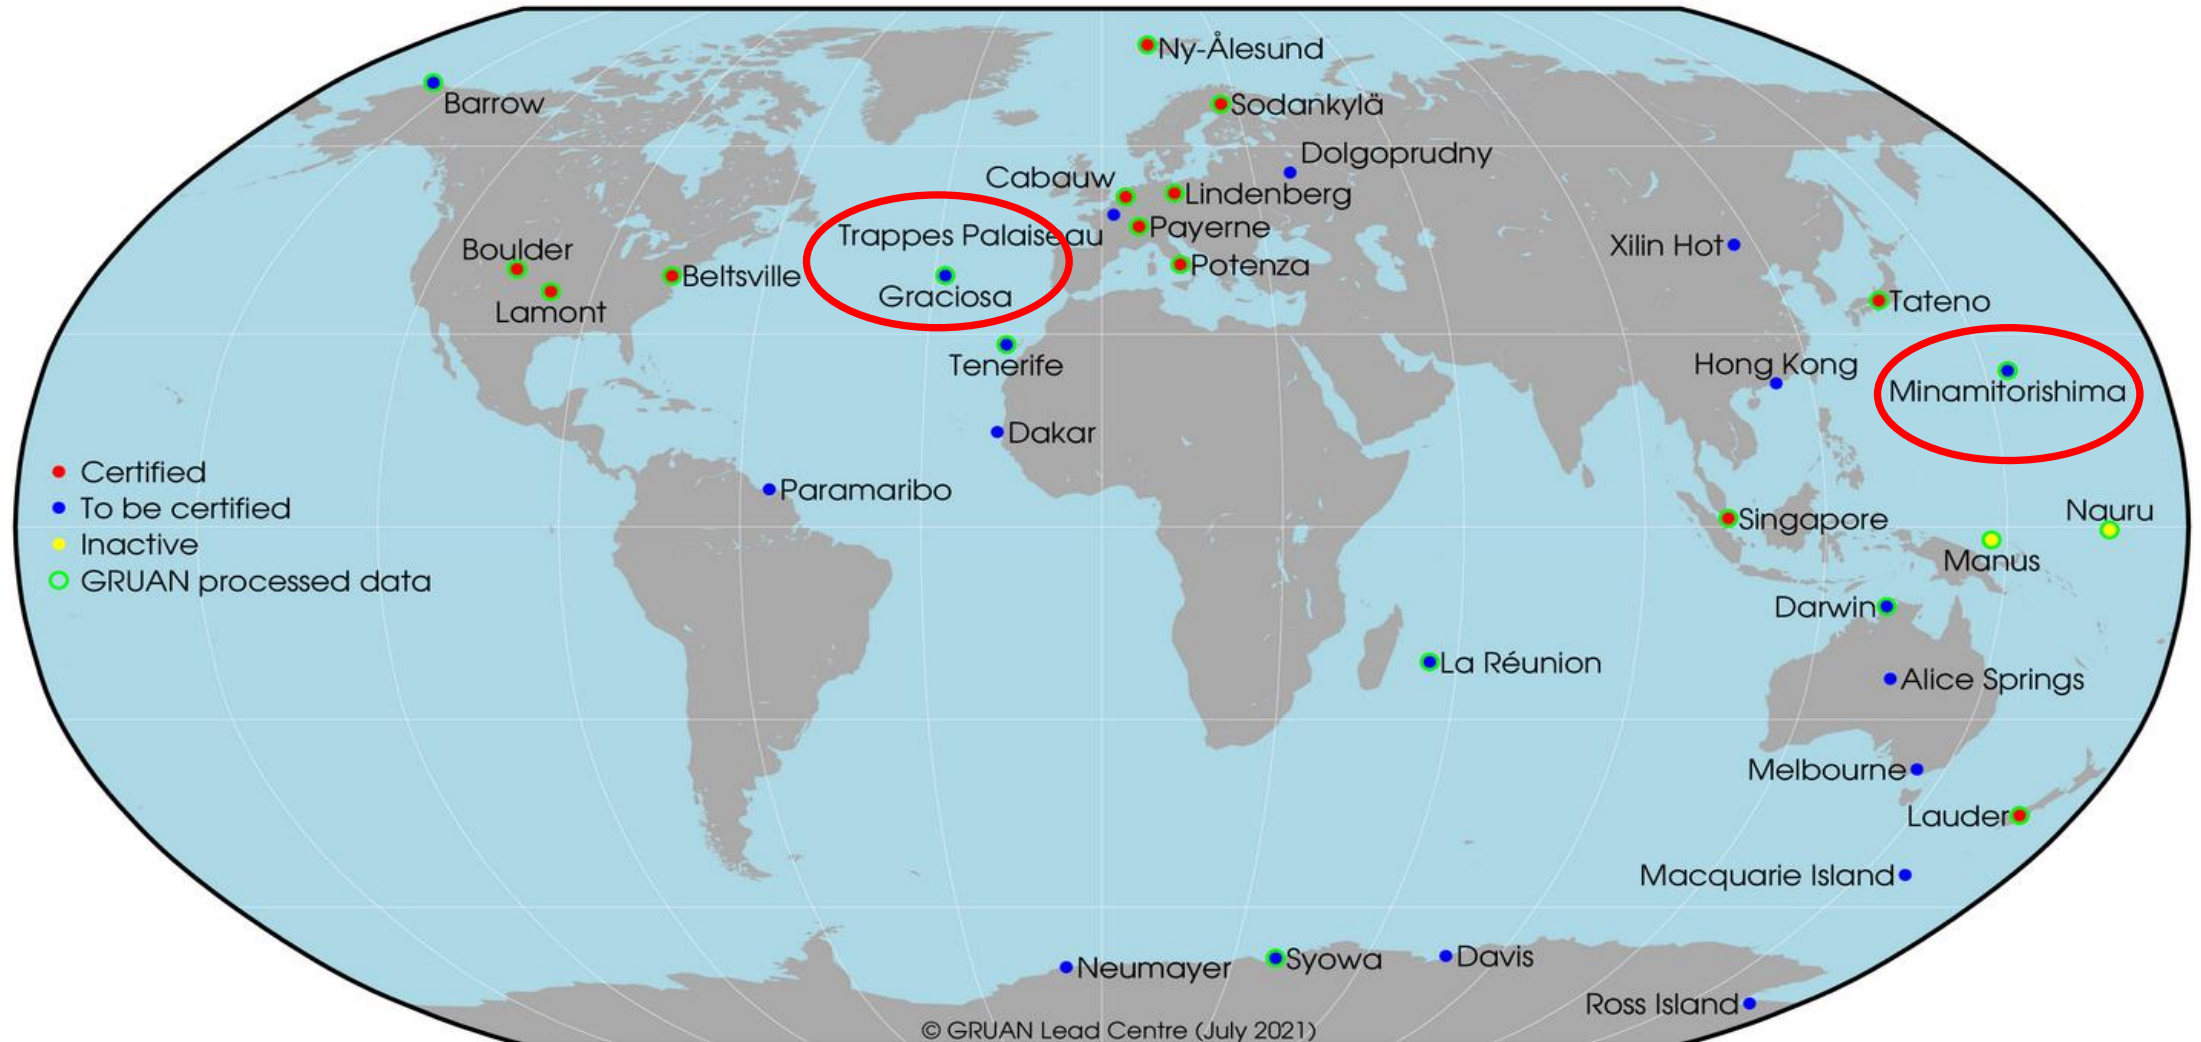 Ny-Ålesund
Barrow
Sodankylä
Dolgoprudny
Cabauw
Lindenberg
Trappes Palaiseau
Payerne
Boulder
Xilin Hot
Potenza
Beltsville
Graciosa
Tateno
Lamont
Tenerife
Hong Kong
Minamitorishima
Dakar
Certified
Paramaribo
To be certified
Nauru
Singapore
Inactive
Manus
GRUAN processed data
Darwin
La Réunion
Alice Springs
Melbourne
Lauder
Macquarie Island
Neumayer
Syowa
Davis
Ross Island
© GRUAN Lead Centre (July 2021)